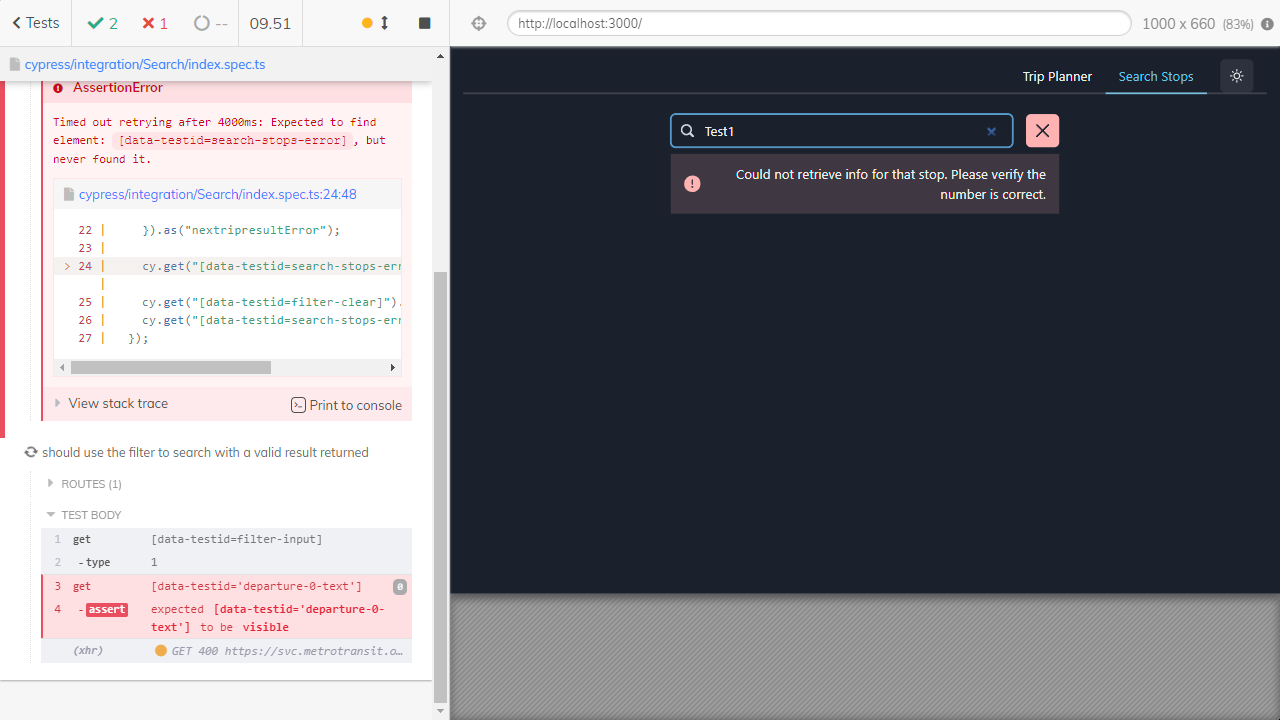 Tests
2
1
--
09.51
http://localhost:3000/
1000 x 660 (83%)
cypress/integration/Search/index.spec.ts
AssertionError
Timed out retrying after 4000ms: Expected to find
element: [data-testid=search-stops-error], but
never found it.
cypress/integration/Search/index.spec.ts:24:48
22 | }).as("nextripresultError");
23 |
> 24 | cy.get("[data-testid=search-stops-err
|
25 | cy.get("[data-testid=filter-clear]").
26 | cy.get("[data-testid=search-stops-err
27 | });
View stack trace
Print to console
should use the filter to search with a valid result returned
ROUTES (1)
TEST BODY
1 get [data-testid=filter-input]
2 -type 1
3 get [data-testid='departure-0-text'] 0
4 -assert expected [data-testid='departure-0-
text'] to be visible
(xhr) GET 400 https://svc.metrotransit.o…
Trip Planner
Search Stops
Test1
Could not retrieve info for that stop. Please verify the
number is correct.